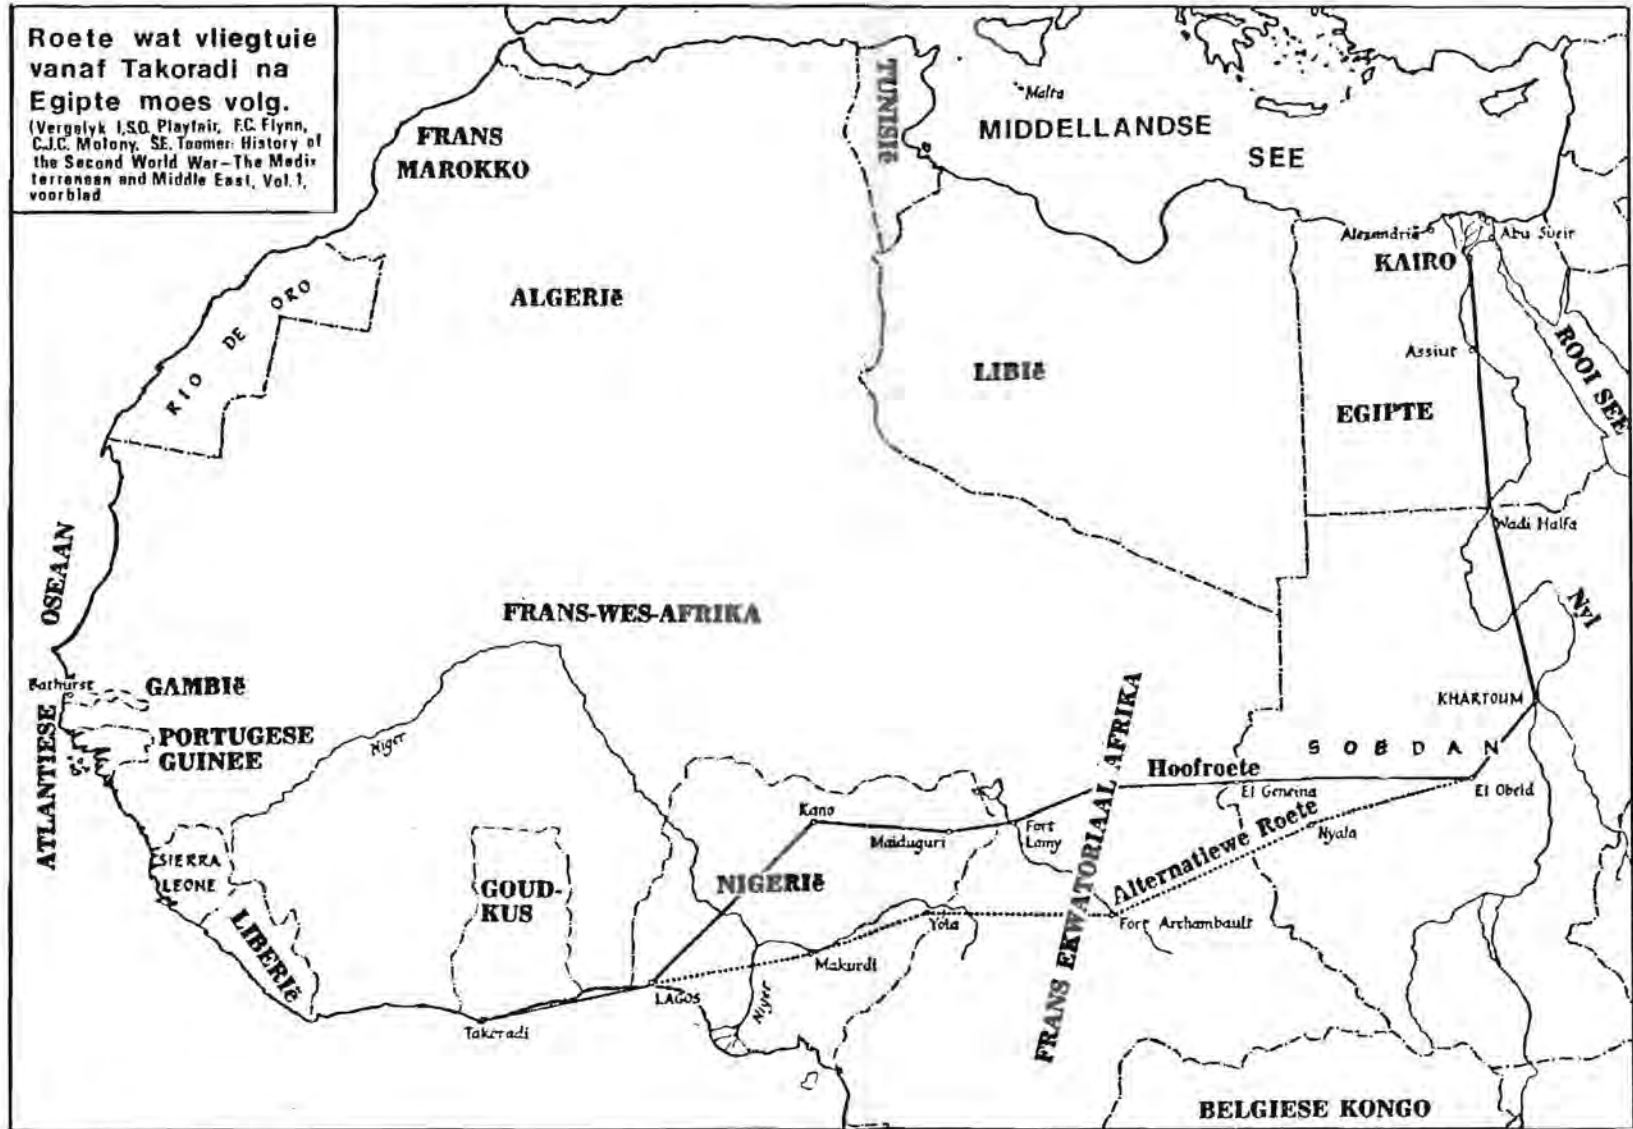 Roete wat vliegtuie
vanaf Takoradi na
Egipte moes volg.
(Vergelyk I.S.O. Playfair, F.C. Flynn,
C.J.C. Molony, S.E. Toomer: History of
the Second World War–The Medi-
terranean and Middle East, Vol. 1,
voorblad
FRANS
MAROKKO
TUNISIË
Malta
MIDDELLANDSE
SEE
Alexandrië
Abu Sueir
KAIRO
RIO DE ORO
ALGERIË
LIBIË
Assiut
EGIPTE
ROOI SEE
Wadi Halfa
ATLANTIESE OSEAAN
FRANS-WES-AFRIKA
Nyl
Bathurst
GAMBIË
KHARTOUM
PORTUGESE
GUINEE
Niger
SOEDAN
Hoofroete
El Geneina
El Obeid
Kano
Maiduguri
Fort
Lamy
Nyala
Alternatiewe Roete
SIERRA
LEONE
GOUD-
KUS
NIGERIË
LIBERIË
Yola
Fort Archambault
FRANS EKWATORIAAL AFRIKA
Makurdi
LAGOS
Niger
Takoradi
BELGIESE KONGO